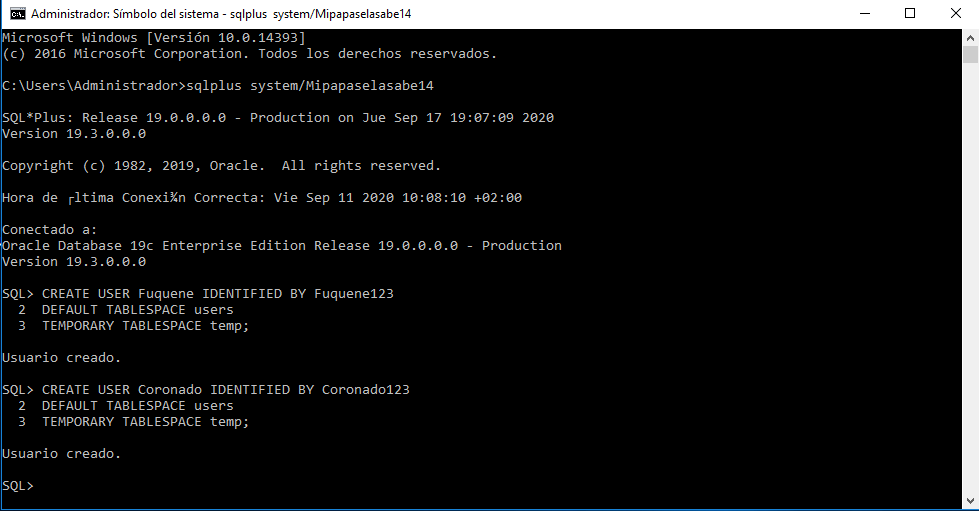 Administrador: Símbolo del sistema - sqlplus  system/Mipapaselasabe14
Microsoft Windows [Versión 10.0.14393]
(c) 2016 Microsoft Corporation. Todos los derechos reservados.
C:\Users\Administrador>sqlplus system/Mipapaselasabe14
SQL*Plus: Release 19.0.0.0.0 - Production on Jue Sep 17 19:07:09 2020
Version 19.3.0.0.0
Copyright (c) 1982, 2019, Oracle.  All rights reserved.
Hora de ┌ltima Conexi¾n Correcta: Vie Sep 11 2020 10:08:10 +02:00
Conectado a:
Oracle Database 19c Enterprise Edition Release 19.0.0.0.0 - Production
Version 19.3.0.0.0
SQL> CREATE USER Fuquene IDENTIFIED BY Fuquene123
  2  DEFAULT TABLESPACE users
  3  TEMPORARY TABLESPACE temp;
Usuario creado.
SQL> CREATE USER Coronado IDENTIFIED BY Coronado123
  2  DEFAULT TABLESPACE users
  3  TEMPORARY TABLESPACE temp;
Usuario creado.
SQL>